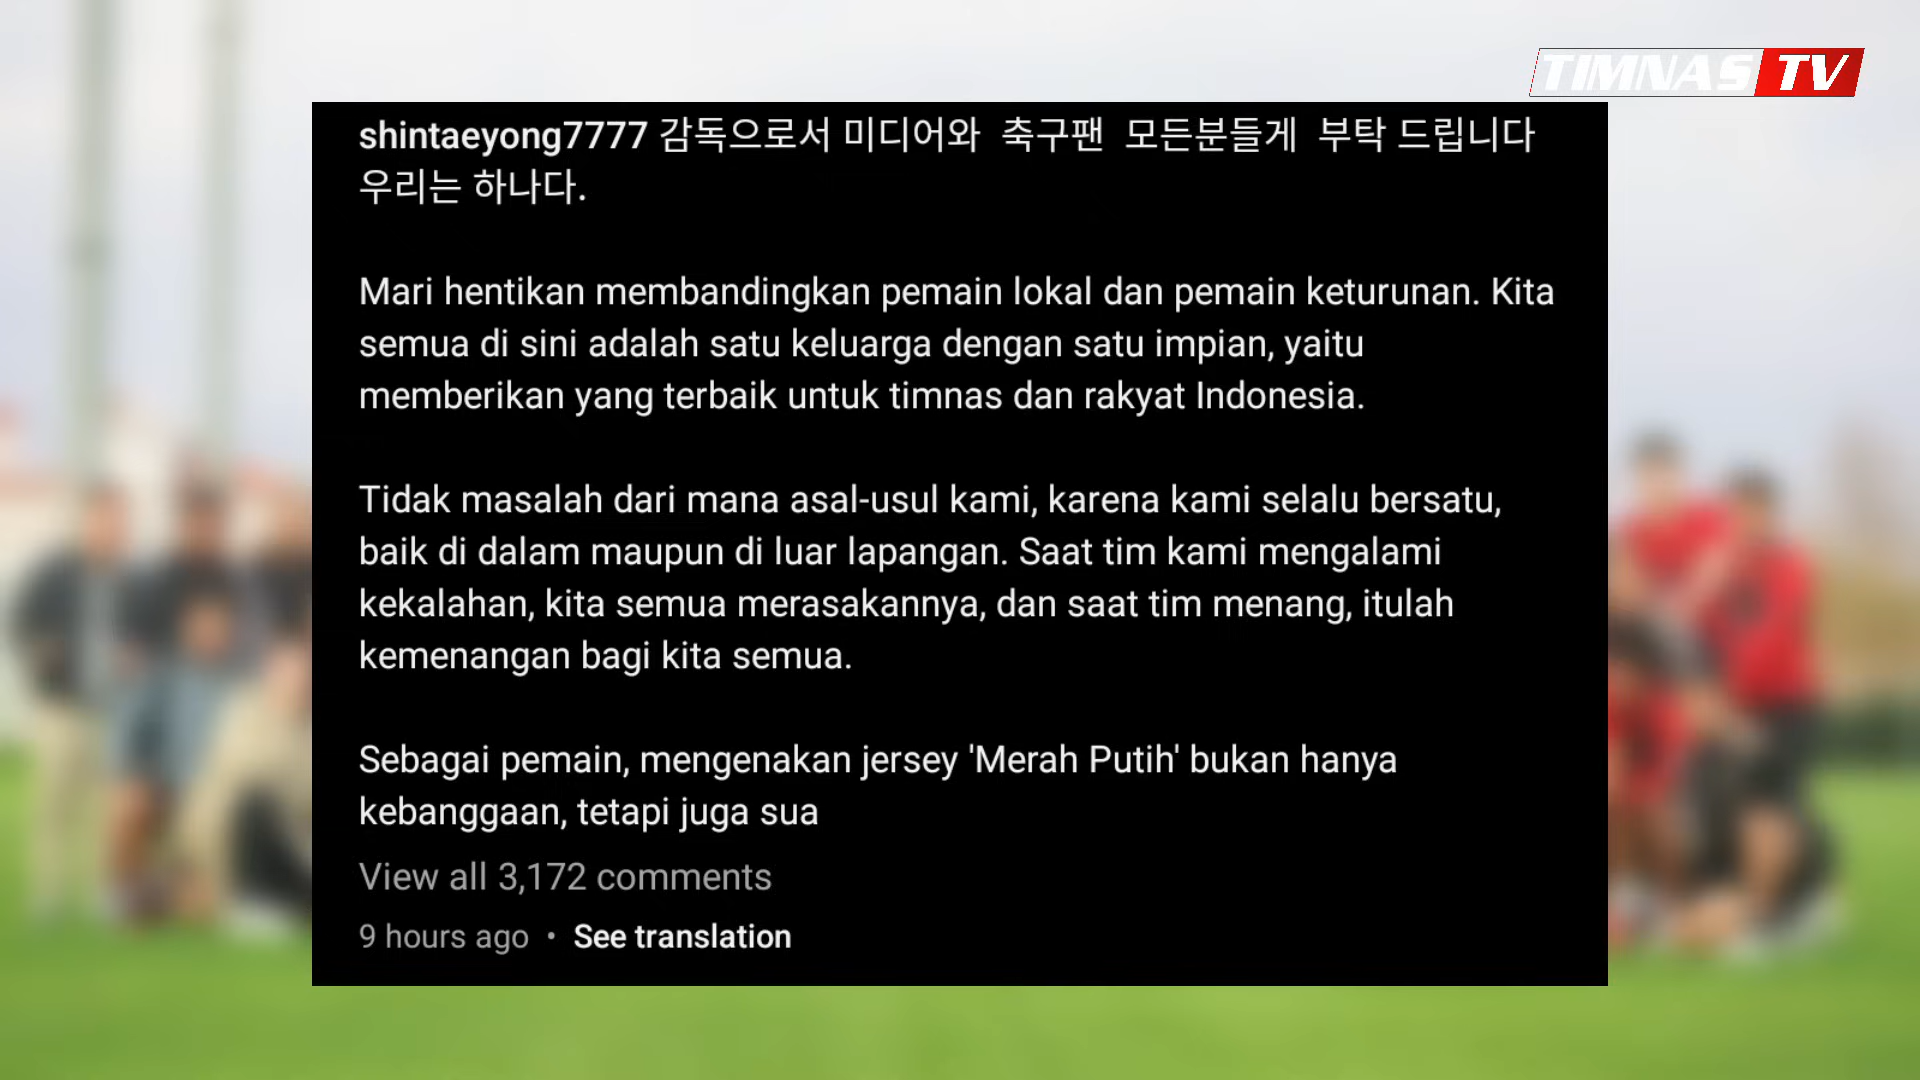 TIMNAS TV
shintaeyong7777 감독으로서 미디어와 축구팬 모든분들게 부탁 드립니다
우리는 하나다.
Mari hentikan membandingkan pemain lokal dan pemain keturunan. Kita
semua di sini adalah satu keluarga dengan satu impian, yaitu
memberikan yang terbaik untuk timnas dan rakyat Indonesia.
Tidak masalah dari mana asal-usul kami, karena kami selalu bersatu,
baik di dalam maupun di luar lapangan. Saat tim kami mengalami
kekalahan, kita semua merasakannya, dan saat tim menang, itulah
kemenangan bagi kita semua.
Sebagai pemain, mengenakan jersey 'Merah Putih' bukan hanya
kebanggaan, tetapi juga sua
View all 3,172 comments
9 hours ago • See translation